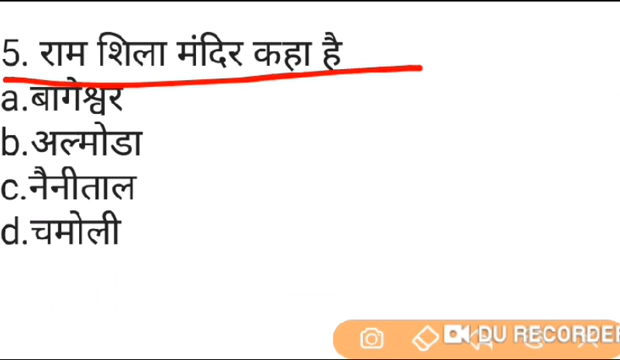 5. राम शिला मंदिर कहा है
a.बागेश्वर
b.अल्मोडा
c.नैनीताल
d.चमोली
DU RECORDER